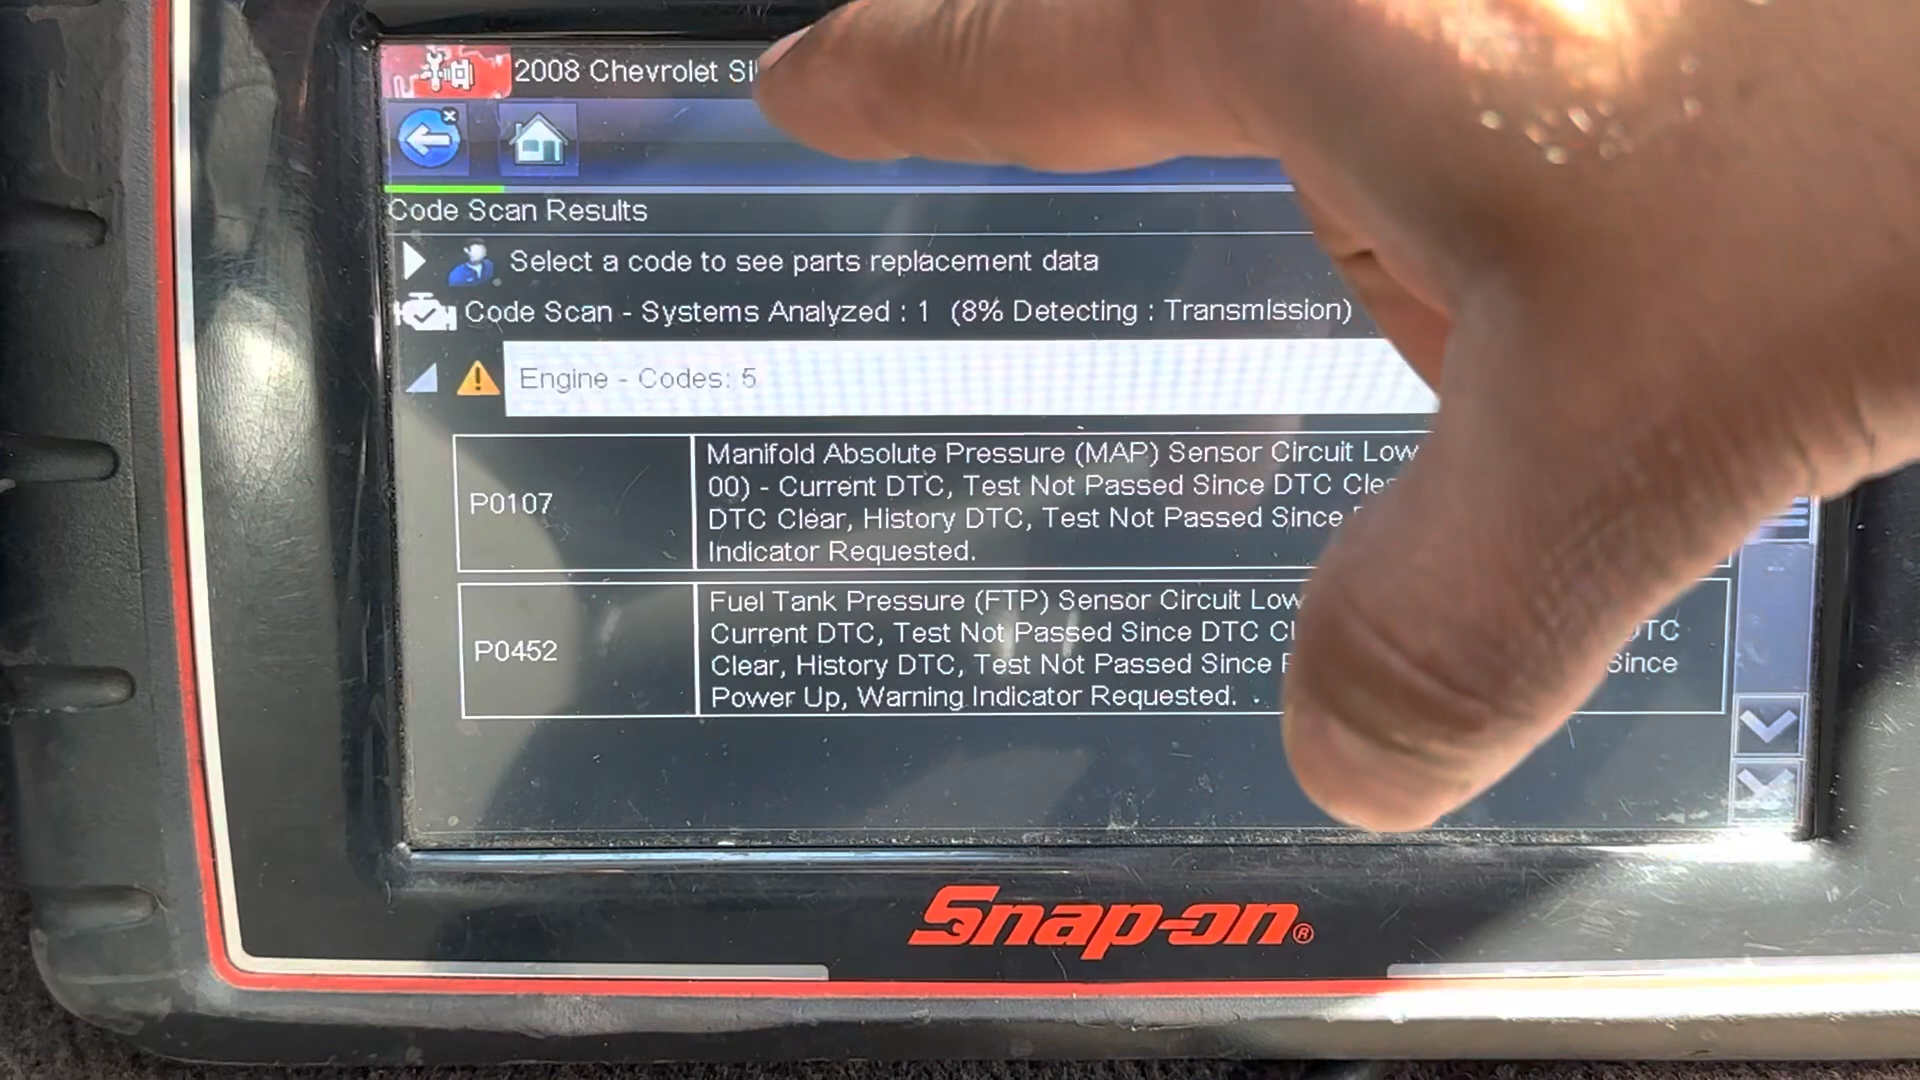 2008 Chevrolet
Code Scan Results
Select a code to see parts replacement data
Code Scan - Systems Analyzed : 1 (8% Detecting : Transmission)
Engine - Codes: 5
P0107
Manifold Absolute Pressure (MAP) Sensor Circuit Low
00) - Current DTC, Test Not Passed Since DTC
DTC Clear, History DTC, Test Not Passed Since
Indicator Requested.
P0452
Fuel Tank Pressure (FTP) Sensor Circuit Low
Current DTC, Test Not Passed Since DTC
Clear, History DTC, Test Not Passed Since Since
Power Up, Warning Indicator Requested.
Snap-on®